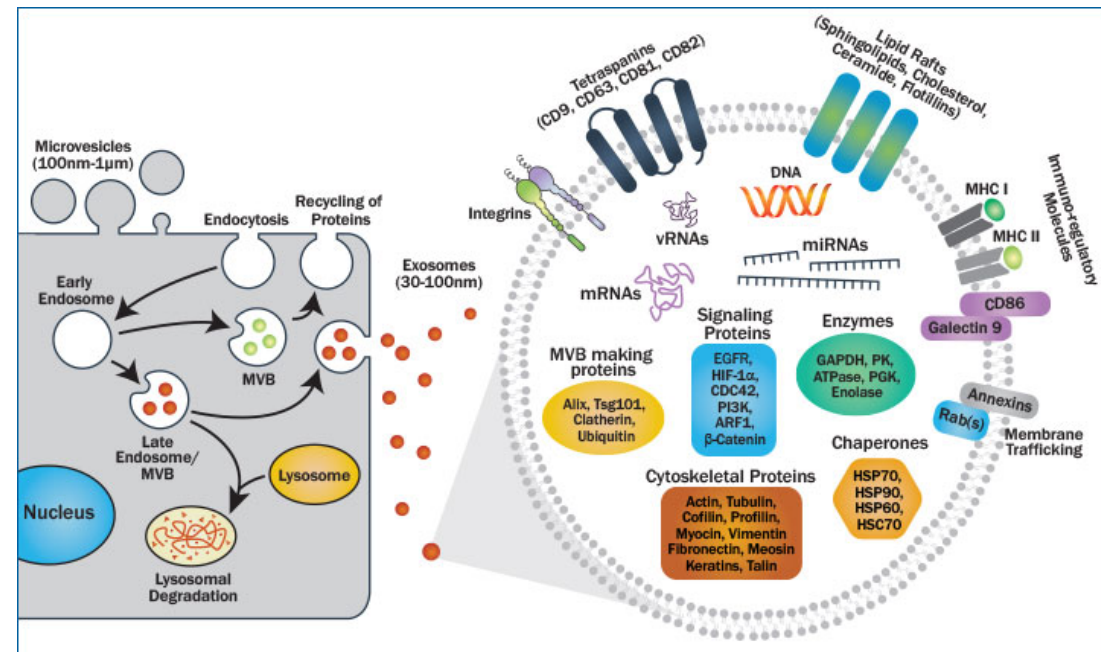 Microvesicles
(100nm-1µm)
Endocytosis
Recycling of
Proteins
Early
Endosome
MVB
Late
Endosome/
MVB
Lysosome
Nucleus
Lysosomal
Degradation
Exosomes
(30-100nm)
Tetraspanins
(CD9, CD63, CD81, CD82)
Lipid Rafts
(Sphingolipids, Cholesterol,
Ceramide, Flotillins)
Integrins
vRNAs
DNA
mRNAs
miRNAs
MHC I
MHC II
Immuno-regulatory
Molecules
CD86
Galectin 9
MVB making
proteins
Alix, Tsg101,
Clatherin,
Ubiquitin
Signaling
Proteins
EGFR,
HIF-1α,
CDC42,
PI3K,
ARF1,
β-Catenin
Enzymes
GAPDH, PK,
ATPase, PGK,
Enolase
Annexins
Rab(s)
Membrane
Trafficking
Chaperones
HSP70,
HSP90,
HSP60,
HSC70
Cytoskeletal Proteins
Actin, Tubulin,
Cofilin, Profilin,
Myocin, Vimentin
Fibronectin, Meosin
Keratins, Talin